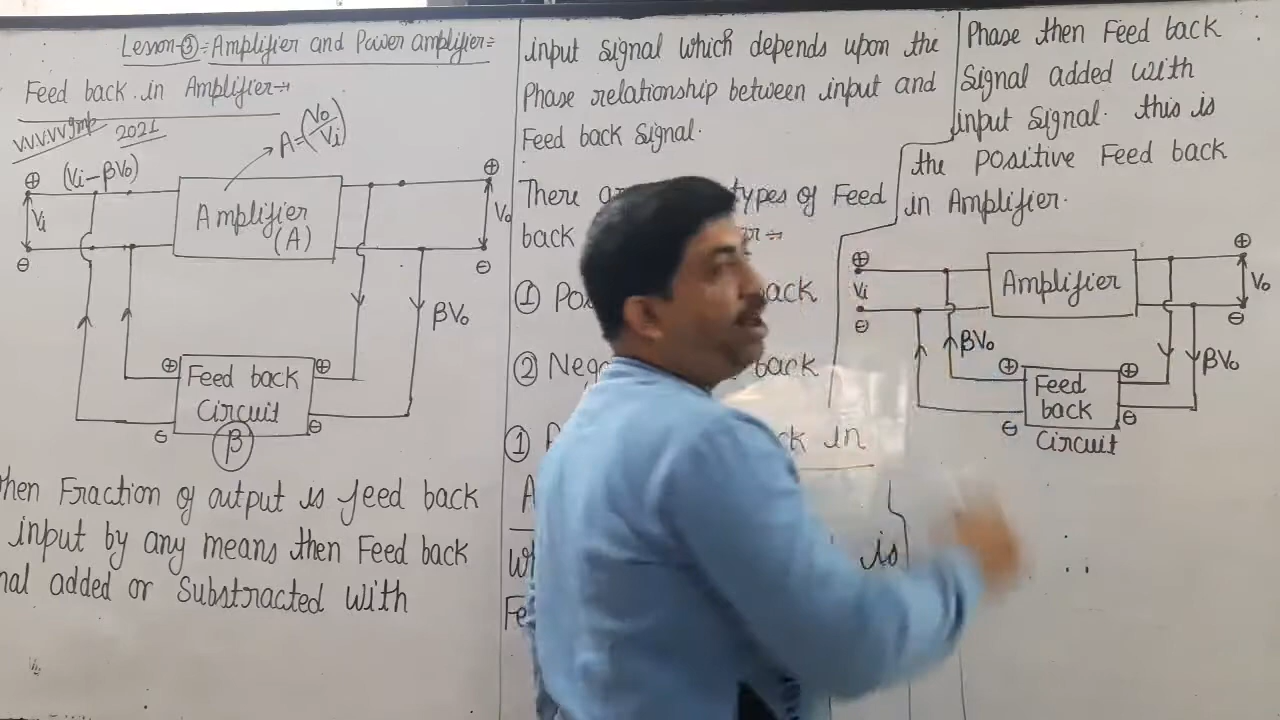 Lesson-③:- Amplifier and Power amplifier:-
Feed back in Amplifier:→
VVVVV gmp 2021
A=(Vo/Vi)
(Vi-βVo)
⊕
⊕
Vi
Amplifier
(A)
Vo
⊖
⊖
βVo
⊕
⊕
Feed back
Circuit
⊖
⊖
β
hen Fraction of output is feed back
input by any means then Feed back
nal added or Substracted with
input Signal which depends upon the
Phase relationship between input and
Feed back Signal.
There types of Feed
back
① back
② back
① in
is
Phase then Feed back
Signal added with
input Signal. this is
the Positive Feed back
in Amplifier.
⊕
⊕
Vi
Amplifier
Vo
⊖
⊖
βVo
βVo
⊕
⊕
Feed
back
⊖
⊖
Circuit